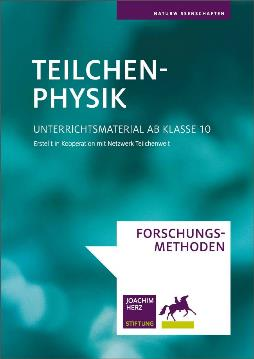 NATURWISSENSCHAFTEN
TEILCHEN-
PHYSIK
UNTERRICHTSMATERIAL AB KLASSE 10
Erstellt in Kooperation mit Netzwerk Teilchenwelt
FORSCHUNGS-
METHODEN
JOACHIM
HERZ
STIFTUNG